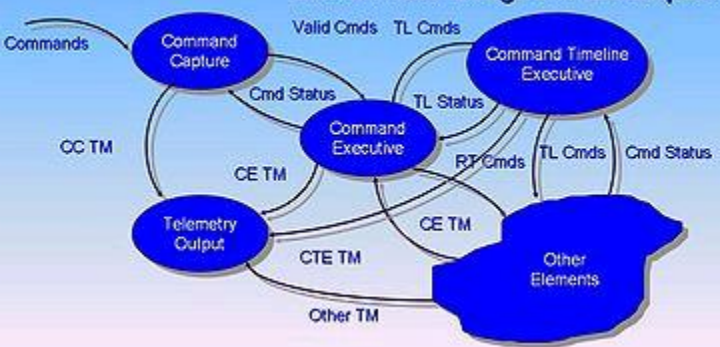 Commands
Command
Capture
Valid Cmds
TL Cmds
Command Timeline
Executive
Cmd Status
TL Status
Command
Executive
CC TM
CE TM
RT Cmds
TL Cmds
Cmd Status
Telemetry
Output
CE TM
CTE TM
Other
Elements
Other TM